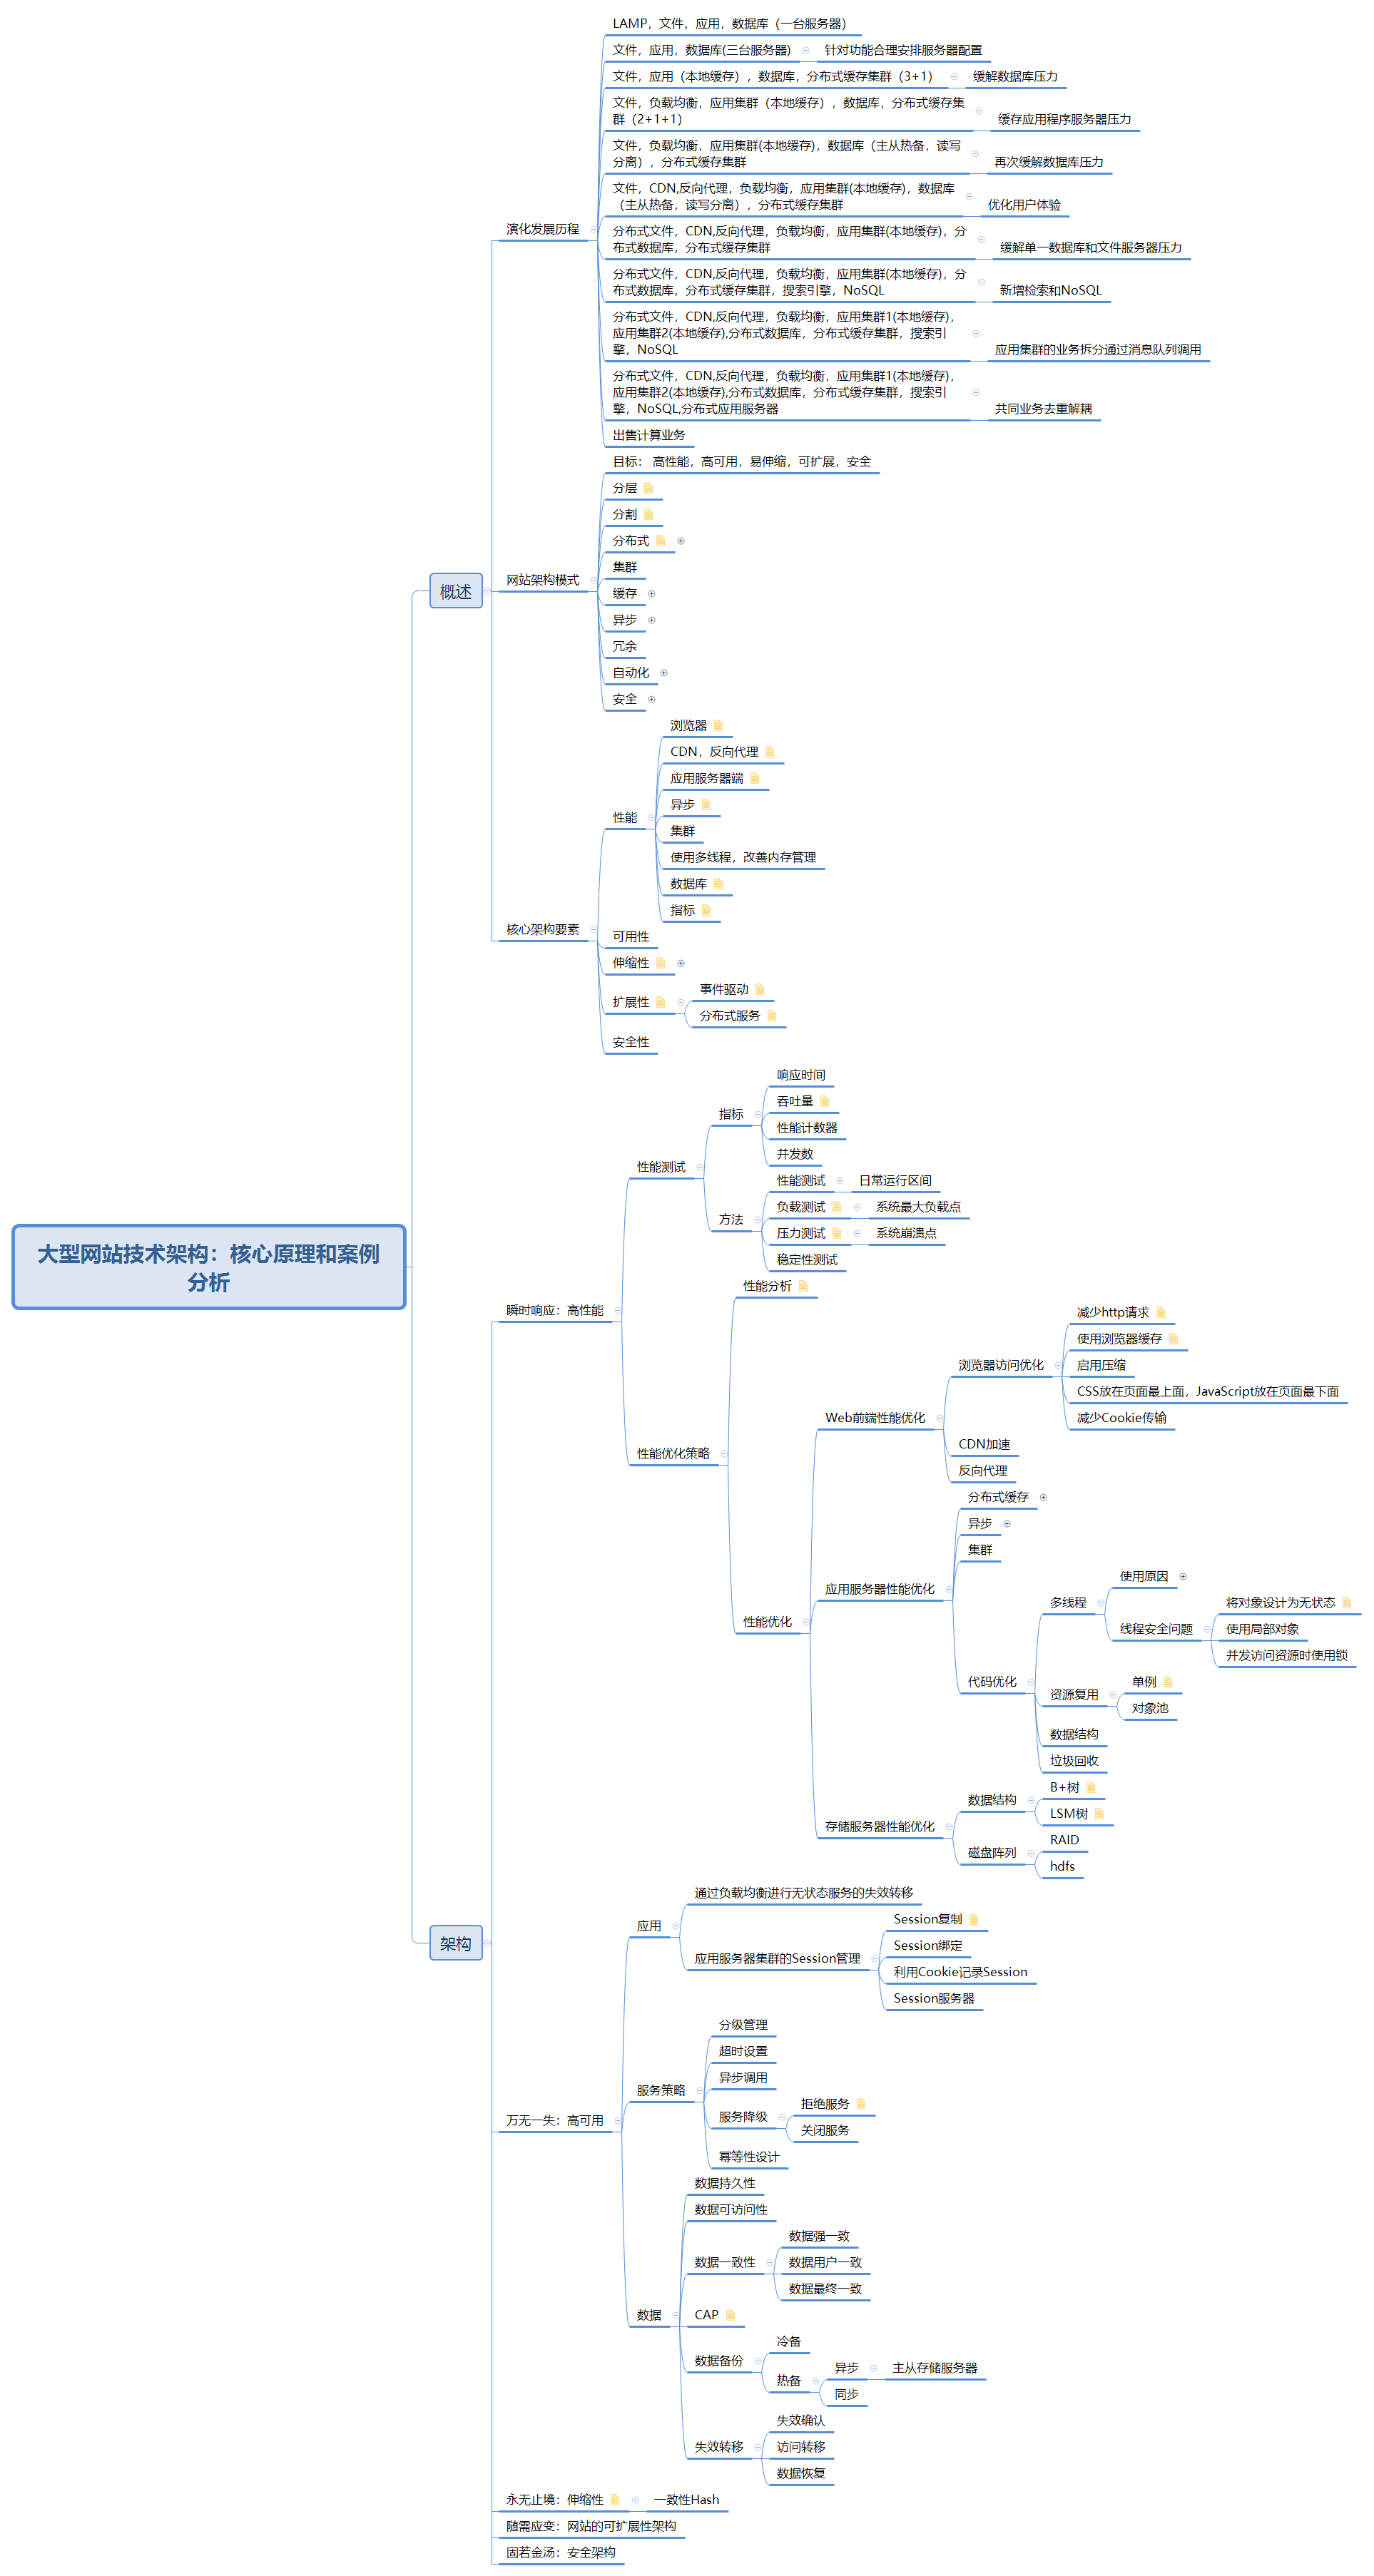 大型网站技术架构：核心原理和案例
分析
概述
演化发展历程
LAMP，文件，应用，数据库（一台服务器）
文件，应用，数据库(三台服务器)
针对功能合理安排服务器配置
文件，应用（本地缓存），数据库，分布式缓存集群（3+1）
缓解数据库压力
文件，负载均衡，应用集群（本地缓存），数据库，分布式缓存集
群（2+1+1）
缓存应用程序服务器压力
文件，负载均衡，应用集群(本地缓存)，数据库（主从热备，读写
分离），分布式缓存集群
再次缓解数据库压力
文件，CDN,反向代理，负载均衡，应用集群(本地缓存)，数据库
（主从热备，读写分离），分布式缓存集群
优化用户体验
分布式文件，CDN,反向代理，负载均衡，应用集群(本地缓存)，分
布式数据库，分布式缓存集群
缓解单一数据库和文件服务器压力
分布式文件，CDN,反向代理，负载均衡，应用集群(本地缓存)，分
布式数据库，分布式缓存集群，搜索引擎，NoSQL
新增检索和NoSQL
分布式文件，CDN,反向代理，负载均衡，应用集群1(本地缓存)，
应用集群2(本地缓存),分布式数据库，分布式缓存集群，搜索引
擎，NoSQL
应用集群的业务拆分通过消息队列调用
分布式文件，CDN,反向代理，负载均衡，应用集群1(本地缓存)，
应用集群2(本地缓存),分布式数据库，分布式缓存集群，搜索引
擎，NoSQL,分布式应用服务器
共同业务去重解耦
出售计算业务
网站架构模式
目标： 高性能，高可用，易伸缩，可扩展，安全
分层
分割
分布式
集群
缓存
异步
冗余
自动化
安全
核心架构要素
性能
浏览器
CDN，反向代理
应用服务器端
异步
集群
使用多线程，改善内存管理
数据库
指标
可用性
伸缩性
扩展性
事件驱动
分布式服务
安全性
架构
瞬时响应：高性能
性能测试
指标
响应时间
吞吐量
性能计数器
并发数
方法
性能测试
日常运行区间
负载测试
系统最大负载点
压力测试
系统崩溃点
稳定性测试
性能优化策略
性能分析
性能优化
Web前端性能优化
浏览器访问优化
减少http请求
使用浏览器缓存
启用压缩
CSS放在页面最上面，JavaScript放在页面最下面
减少Cookie传输
CDN加速
反向代理
应用服务器性能优化
分布式缓存
异步
集群
代码优化
多线程
使用原因
线程安全问题
将对象设计为无状态
使用局部对象
并发访问资源时使用锁
资源复用
单例
对象池
数据结构
垃圾回收
存储服务器性能优化
数据结构
B+树
LSM树
磁盘阵列
RAID
hdfs
万无一失：高可用
应用
通过负载均衡进行无状态服务的失效转移
应用服务器集群的Session管理
Session复制
Session绑定
利用Cookie记录Session
Session服务器
服务策略
分级管理
超时设置
异步调用
服务降级
拒绝服务
关闭服务
幂等性设计
数据
数据持久性
数据可访问性
数据一致性
数据强一致
数据用户一致
数据最终一致
CAP
数据备份
冷备
热备
异步
主从存储服务器
同步
失效转移
失效确认
访问转移
数据恢复
永无止境：伸缩性
一致性Hash
随需应变：网站的可扩展性架构
固若金汤：安全架构